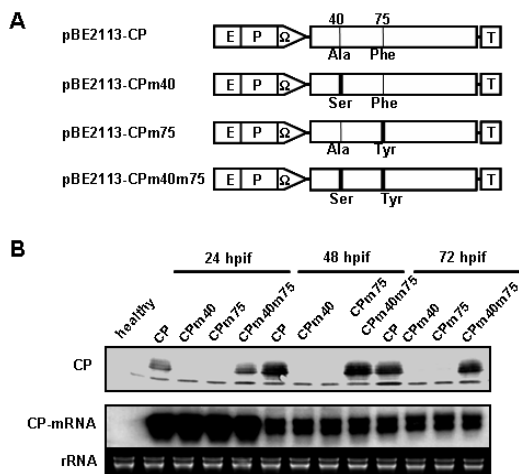 A
40 75
pBE2113-CP E P Ω T
Ala Phe
pBE2113-CPm40 E P Ω T
Ser Phe
pBE2113-CPm75 E P Ω T
Ala Tyr
pBE2113-CPm40m75 E P Ω T
Ser Tyr
B
24 hpif 48 hpif 72 hpif
healthy CP CPm40 CPm75 CPm40m75 CP CPm40 CPm75 CPm40m75 CP CPm40 CPm75 CPm40m75
CP
CP-mRNA
rRNA